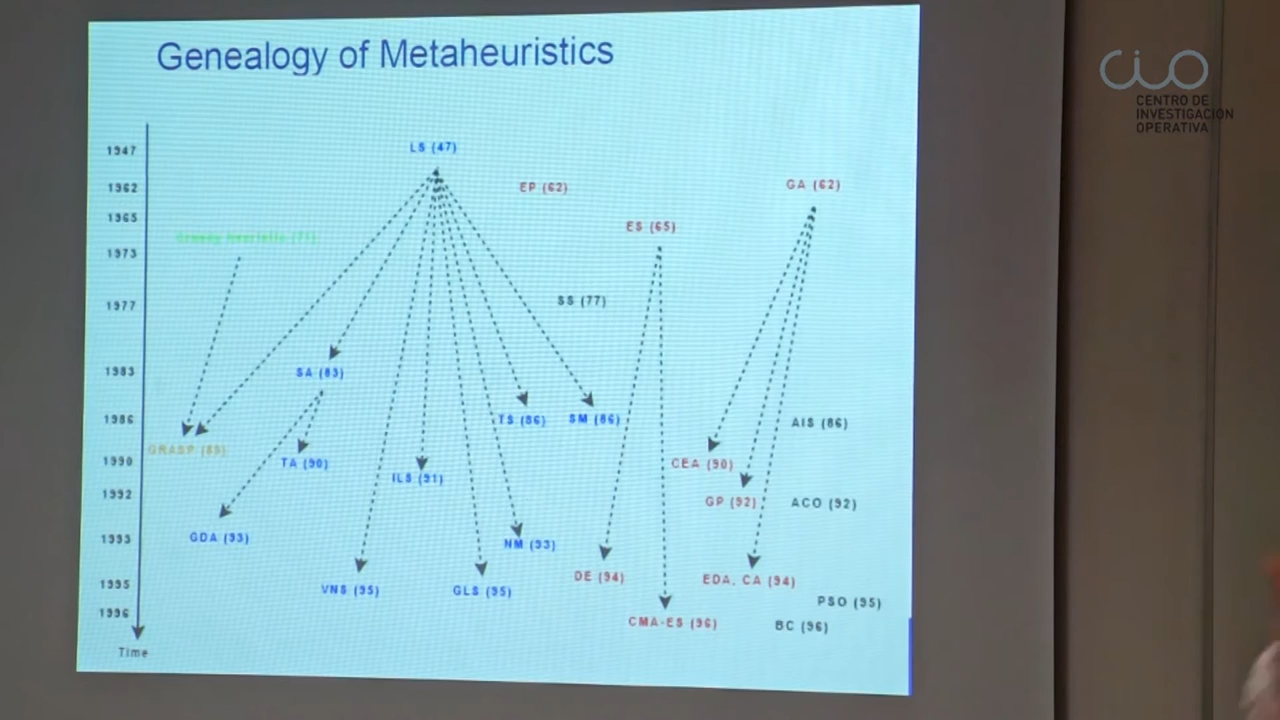 Genealogy of Metaheuristics
CIO
CENTRO DE
INVESTIGACIÓN
OPERATIVA
1947
LS (47)
1962
EP (62)
GA (62)
1965
ES (65)
1973
1977
SS (77)
1983
SA (83)
1986
TS (86)
SM (86)
AIS (86)
GRASP (89)
1990
TA (90)
ILS (91)
CEA (90)
1992
GP (92)
ACO (92)
1993
GDA (93)
NM (93)
1995
VNS (95)
GLS (95)
DE (94)
EDA, CA (94)
PSO (95)
1996
CMA-ES (96)
BC (96)
Time